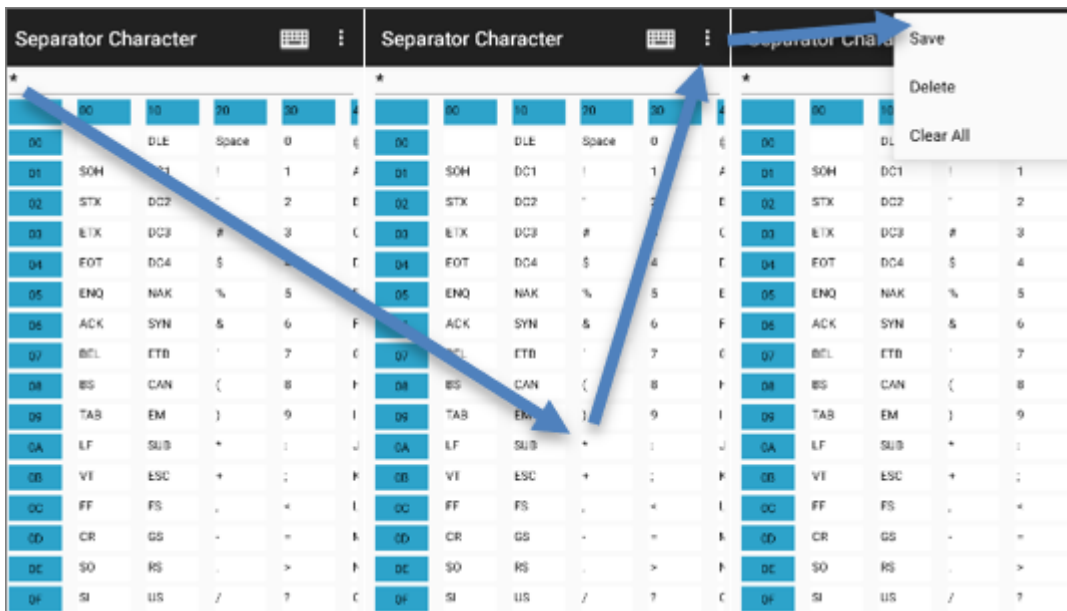 Separator Character ⋮ Separator Character ⋮ Separator Chara Save
* * * Delete
00 10 20 30 00 10 20 30 00 10 Clear All
00 DLE Space 0 00 DLE Space 0 00
01 SOH ! 1 A 01 SOH DC1 ! 1 A 01 SOH DC1 ! 1
02 STX DC2 2 02 STX DC2 02 STX DC2 2
03 ETX DC3 # 3 C 03 ETX DC3 # C 03 ETX DC3 # 3
04 EOT DC4 $ 04 EOT DC4 $ 4 04 EOT DC4 $ 4
05 ENQ NAK % 5 05 ENQ NAK % 5 E 05 ENQ NAK % 5
06 ACK SYN & 6 F ACK SYN & 6 F 06 ACK SYN & 6
07 BEL ETB ' 7 07 ETB ' 7 07 BEL ETB ' 7
08 BS CAN ( 8 08 BS CAN ( 8 08 BS CAN ( 8
09 TAB EM ) 9 I 09 TAB EM ) 9 I 09 TAB EM ) 9
0A LF SUB * : J 0A LF SUB * : J 0A LF SUB * :
0B VT ESC + ; K 0B VT ESC + ; K 0B VT ESC + ;
0C FF FS , < L 0C FF FS , < L 0C FF FS , <
0D CR GS - = 0D CR GS - = 0D CR GS - =
0E SO RS . > 0E SO RS . > 0E SO RS . >
0F SI US / ? 0F SI US / ? 0F SI US / ?